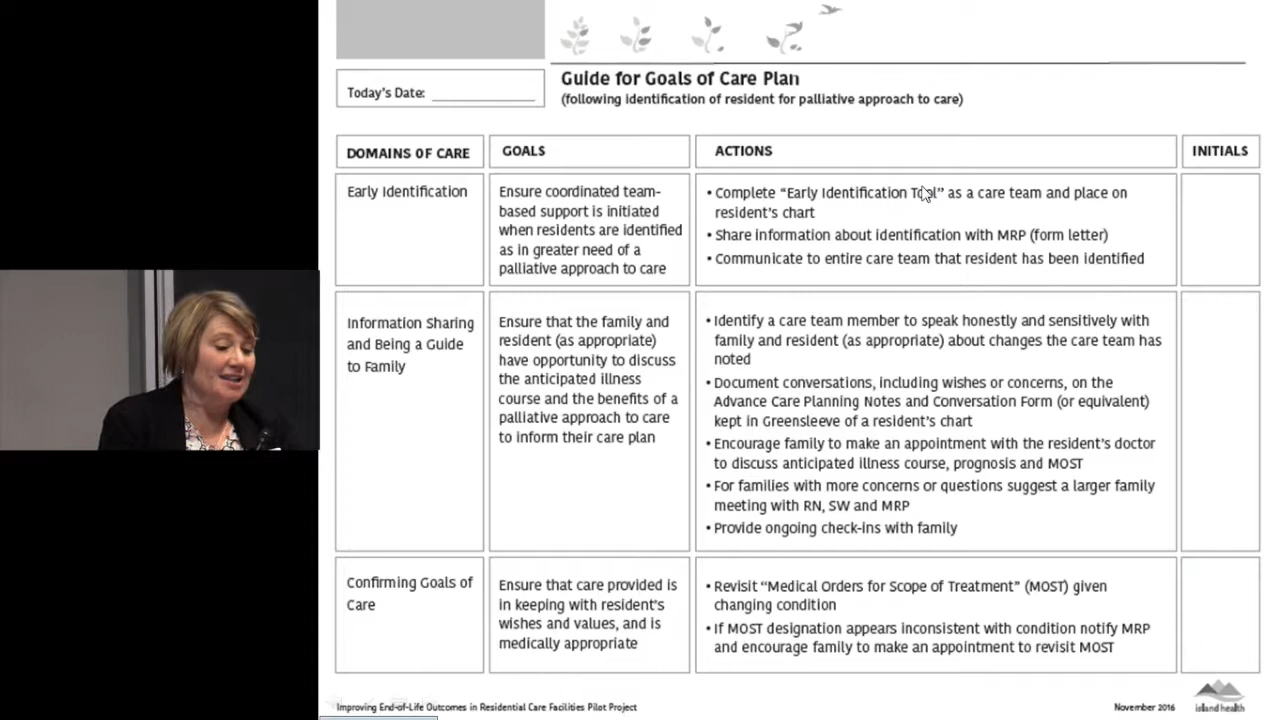 Guide for Goals of Care Plan
Today's Date:
(following identification of resident for palliative approach to care)
DOMAINS OF CARE
GOALS
ACTIONS
INITIALS
Early Identification
Ensure coordinated team-
based support is initiated
when residents are identified
as in greater need of a
palliative approach to care
• Complete “Early Identification Tool” as a care team and place on
resident's chart
• Share information about identification with MRP (form letter)
• Communicate to entire care team that resident has been identified
Information Sharing
and Being a Guide
to Family
Ensure that the family and
resident (as appropriate)
have opportunity to discuss
the anticipated illness
course and the benefits of a
palliative approach to care
to inform their care plan
• Identify a care team member to speak honestly and sensitively with
family and resident (as appropriate) about changes the care team has
noted
• Document conversations, including wishes or concerns, on the
Advance Care Planning Notes and Conversation Form (or equivalent)
kept in Greensleeve of a resident's chart
• Encourage family to make an appointment with the resident's doctor
to discuss anticipated illness course, prognosis and MOST
• For families with more concerns or questions suggest a larger family
meeting with RN, SW and MRP
• Provide ongoing check-ins with family
Confirming Goals of
Care
Ensure that care provided is
in keeping with resident's
wishes and values, and is
medically appropriate
• Revisit “Medical Orders for Scope of Treatment” (MOST) given
changing condition
• If MOST designation appears inconsistent with condition notify MRP
and encourage family to make an appointment to revisit MOST
Improving End-of-Life Outcomes in Residential Care Facilities Pilot Project
November 2016
island health